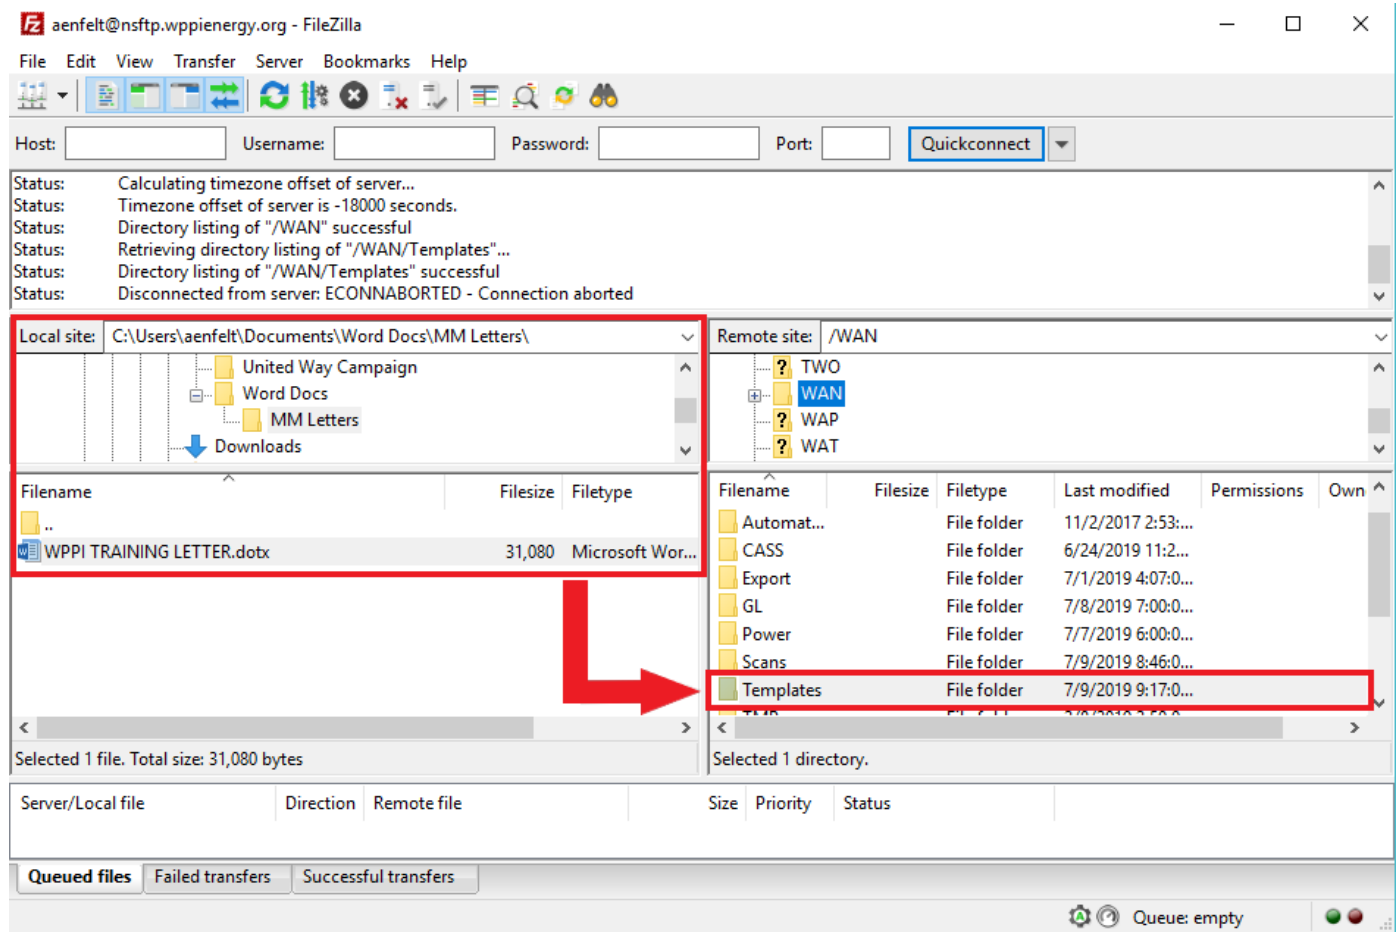 aenfelt@nsftp.wppienergy.org - FileZilla
File Edit View Transfer Server Bookmarks Help
Host: Username: Password: Port: Quickconnect
Status: Calculating timezone offset of server...
Status: Timezone offset of server is -18000 seconds.
Status: Directory listing of "/WAN" successful
Status: Retrieving directory listing of "/WAN/Templates"...
Status: Directory listing of "/WAN/Templates" successful
Status: Disconnected from server: ECONNABORTED - Connection aborted
Local site: C:\Users\aenfelt\Documents\Word Docs\MM Letters\
United Way Campaign
Word Docs
MM Letters
Downloads
Filename Filesize Filetype
..
WPPI TRAINING LETTER.dotx 31,080 Microsoft Wor...
Selected 1 file. Total size: 31,080 bytes
Remote site: /WAN
? TWO
WAN
? WAP
? WAT
Filename Filesize Filetype Last modified Permissions Own
Automat... File folder 11/2/2017 2:53:...
CASS File folder 6/24/2019 11:2...
Export File folder 7/1/2019 4:07:0...
GL File folder 7/8/2019 7:00:0...
Power File folder 7/7/2019 6:00:0...
Scans File folder 7/9/2019 8:46:0...
Templates File folder 7/9/2019 9:17:0...
Selected 1 directory.
Server/Local file Direction Remote file Size Priority Status
Queued files Failed transfers Successful transfers
Queue: empty